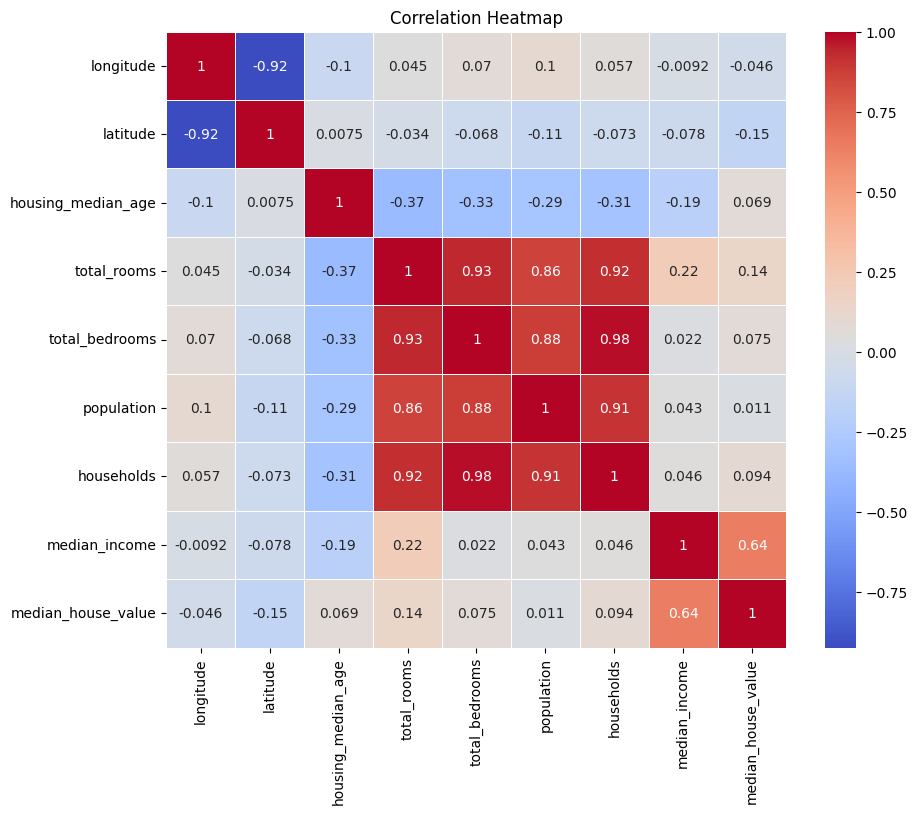 Correlation Heatmap
longitude 1 -0.92 -0.1 0.045 0.07 0.1 0.057 -0.0092 -0.046
latitude -0.92 1 0.0075 -0.034 -0.068 -0.11 -0.073 -0.078 -0.15
housing_median_age -0.1 0.0075 1 -0.37 -0.33 -0.29 -0.31 -0.19 0.069
total_rooms 0.045 -0.034 -0.37 1 0.93 0.86 0.92 0.22 0.14
total_bedrooms 0.07 -0.068 -0.33 0.93 1 0.88 0.98 0.022 0.075
population 0.1 -0.11 -0.29 0.86 0.88 1 0.91 0.043 0.011
households 0.057 -0.073 -0.31 0.92 0.98 0.91 1 0.046 0.094
median_income -0.0092 -0.078 -0.19 0.22 0.022 0.043 0.046 1 0.64
median_house_value -0.046 -0.15 0.069 0.14 0.075 0.011 0.094 0.64 1
longitude
latitude
housing_median_age
total_rooms
total_bedrooms
population
households
median_income
median_house_value
1.00
0.75
0.50
0.25
0.00
−0.25
−0.50
−0.75